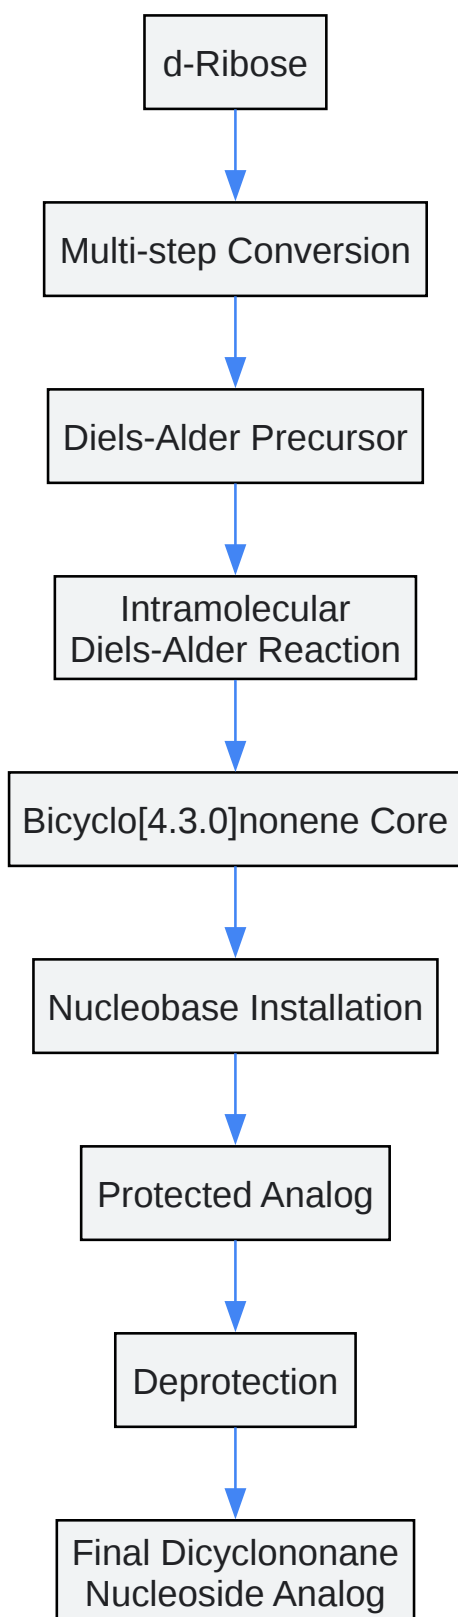 d-Ribose
Multi-step Conversion
Diels-Alder Precursor
Intramolecular
Diels-Alder Reaction
Bicyclo[4.3.0]nonene Core
Nucleobase Installation
Protected Analog
Deprotection
Final Dicyclononane
Nucleoside Analog